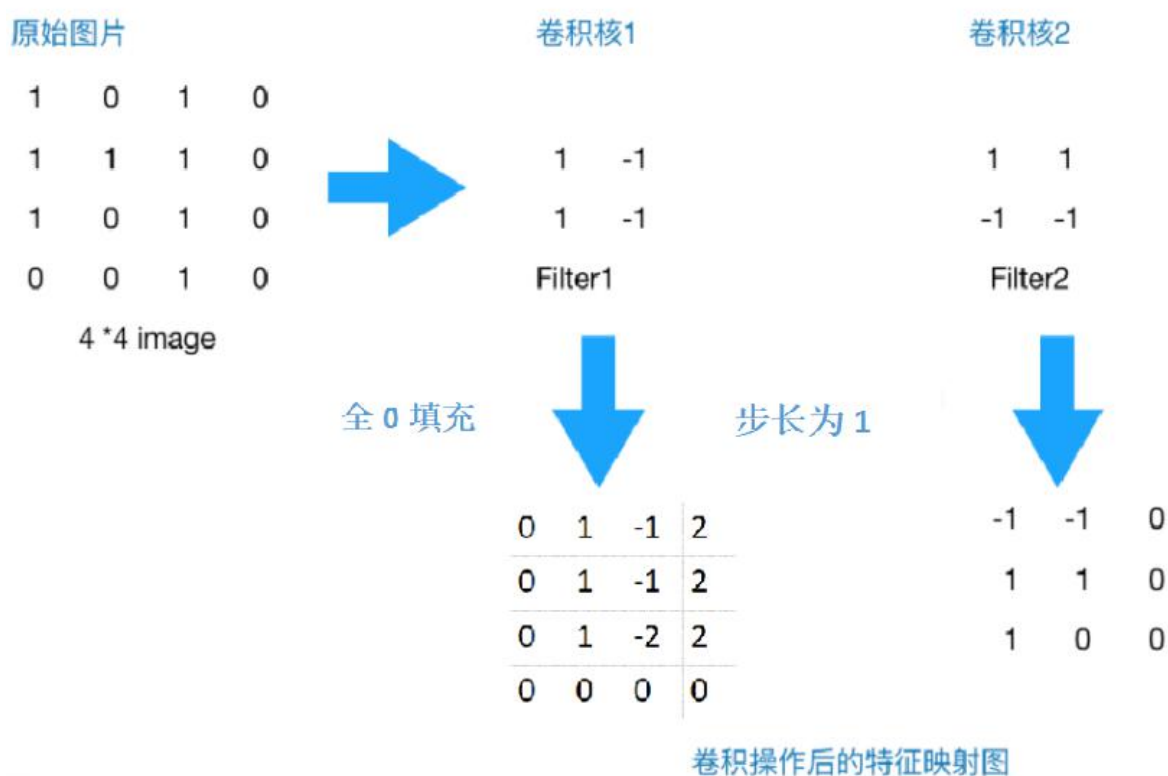 原始图片 卷积核1 卷积核2
1 0 1 0
1 1 1 0 1 -1 1 1
1 0 1 0 1 -1 -1 -1
0 0 1 0 Filter1 Filter2
4 *4 image
全 0 填充 步长为 1
0 1 -1 2 -1 -1 0
0 1 -1 2 1 1 0
0 1 -2 2 1 0 0
0 0 0 0
卷积操作后的特征映射图